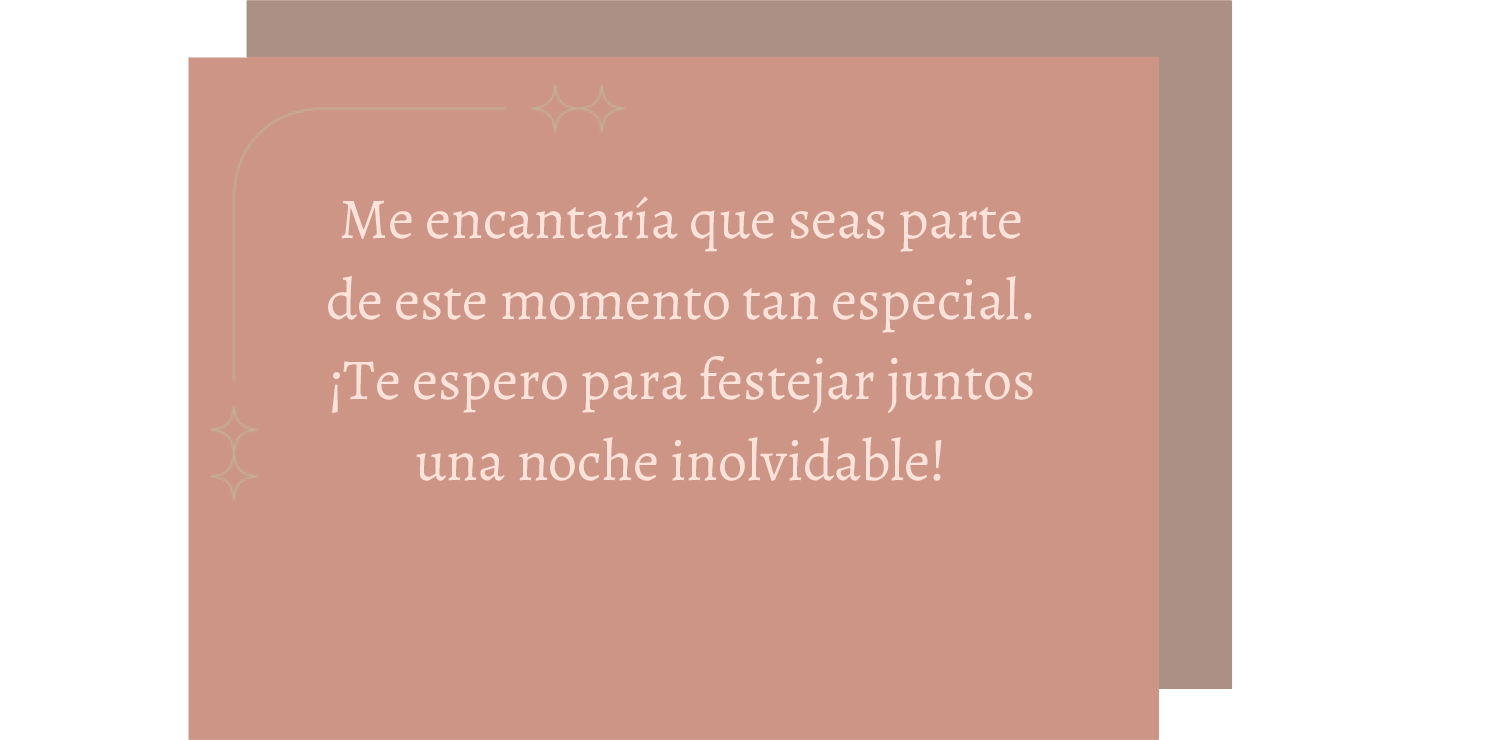 Me encantaría que seas parte
de este momento tan especial.
¡Te espero para festejar juntos
una noche inolvidable!